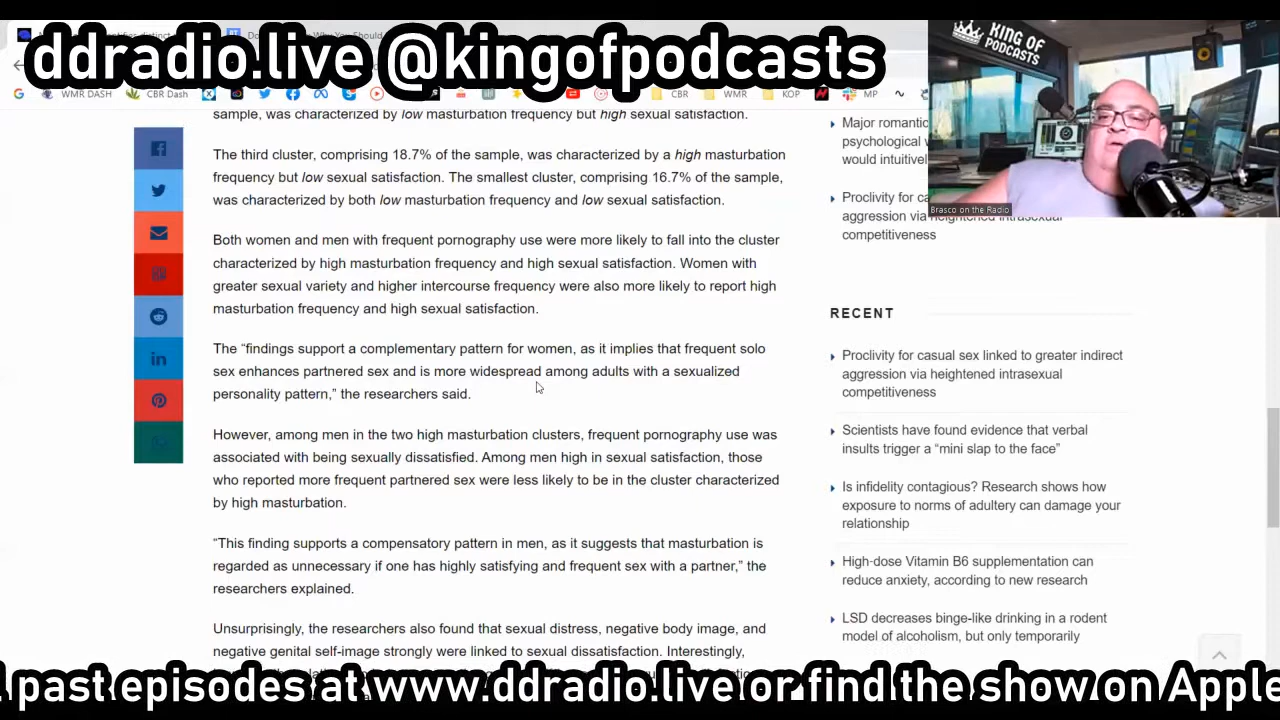 ddradio.live @kingofpodcasts
KING OF
PODCASTS
WMR DASH
CBR Dash
CBR
WMR
KOP
MP
Brasco on the Radio
sample, was characterized by low masturbation frequency but high sexual satisfaction.
The third cluster, comprising 18.7% of the sample, was characterized by a high masturbation
frequency but low sexual satisfaction. The smallest cluster, comprising 16.7% of the sample,
was characterized by both low masturbation frequency and low sexual satisfaction.
Both women and men with frequent pornography use were more likely to fall into the cluster
characterized by high masturbation frequency and high sexual satisfaction. Women with
greater sexual variety and higher intercourse frequency were also more likely to report high
masturbation frequency and high sexual satisfaction.
The “findings support a complementary pattern for women, as it implies that frequent solo
sex enhances partnered sex and is more widespread among adults with a sexualized
personality pattern,” the researchers said.
However, among men in the two high masturbation clusters, frequent pornography use was
associated with being sexually dissatisfied. Among men high in sexual satisfaction, those
who reported more frequent partnered sex were less likely to be in the cluster characterized
by high masturbation.
“This finding supports a compensatory pattern in men, as it suggests that masturbation is
regarded as unnecessary if one has highly satisfying and frequent sex with a partner,” the
researchers explained.
Unsurprisingly, the researchers also found that sexual distress, negative body image, and
negative genital self-image strongly were linked to sexual dissatisfaction. Interestingly,
Major romantic
psychological
would intuitivel
Proclivity for ca
aggression via heightened intrasexual
competitiveness
RECENT
Proclivity for casual sex linked to greater indirect
aggression via heightened intrasexual
competitiveness
Scientists have found evidence that verbal
insults trigger a “mini slap to the face”
Is infidelity contagious? Research shows how
exposure to norms of adultery can damage your
relationship
High-dose Vitamin B6 supplementation can
reduce anxiety, according to new research
LSD decreases binge-like drinking in a rodent
model of alcoholism, but only temporarily
past episodes at www.ddradio.live or find the show on Apple